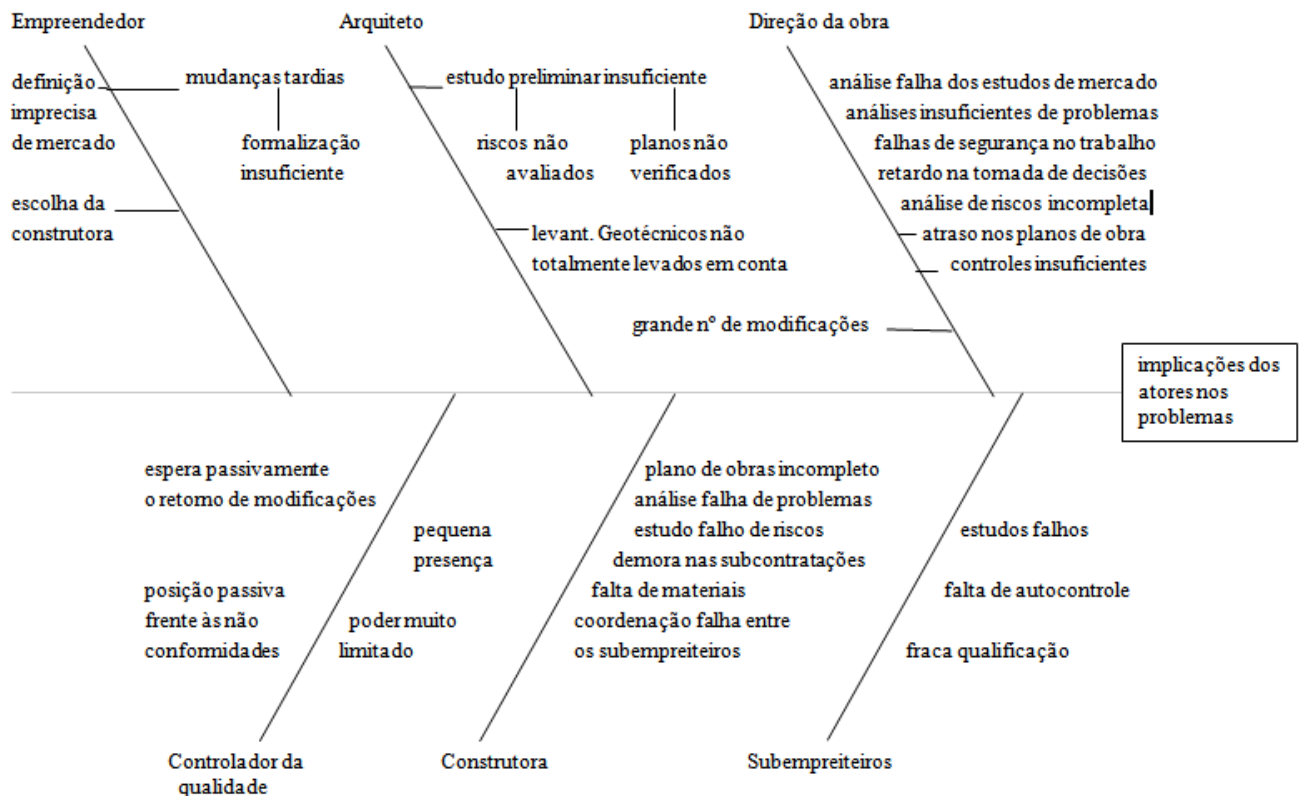 Empreendedor
Arquiteto
Direção da obra
definição
imprecisa
de mercado
mudanças tardias
formalização
insuficiente
escolha da
construtora
estudo preliminar insuficiente
riscos não
avaliados
planos não
verificados
levant. Geotécnicos não
totalmente levados em conta
análise falha dos estudos de mercado
análises insuficientes de problemas
falhas de segurança no trabalho
retardo na tomada de decisões
análise de riscos incompleta
atraso nos planos de obra
controles insuficientes
grande nº de modificações
implicações dos
atores nos
problemas
espera passivamente
o retorno de modificações
pequena
presença
posição passiva
frente às não
conformidades
poder muito
limitado
plano de obras incompleto
análise falha de problemas
estudo falho de riscos
demora nas subcontratações
falta de materiais
coordenação falha entre
os subempreiteiros
estudos falhos
falta de autocontrole
fraca qualificação
Controlador da
qualidade
Construtora
Subempreiteiros